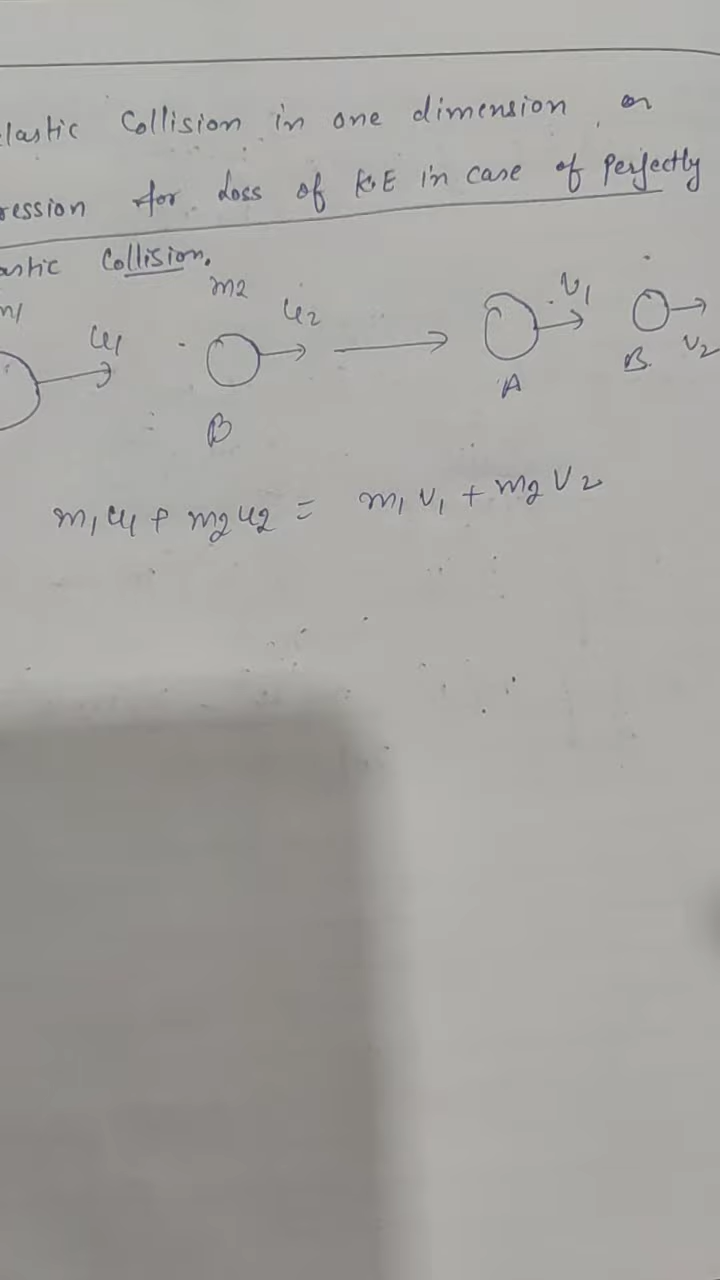 lastic Collision in one dimension or
ression for Loss of K.E in case of Perfectly
astic Collision.
m1 u1 m2 u2 v1 v2
B A B
m1u1 + m2u2 = m1v1 + m2v2